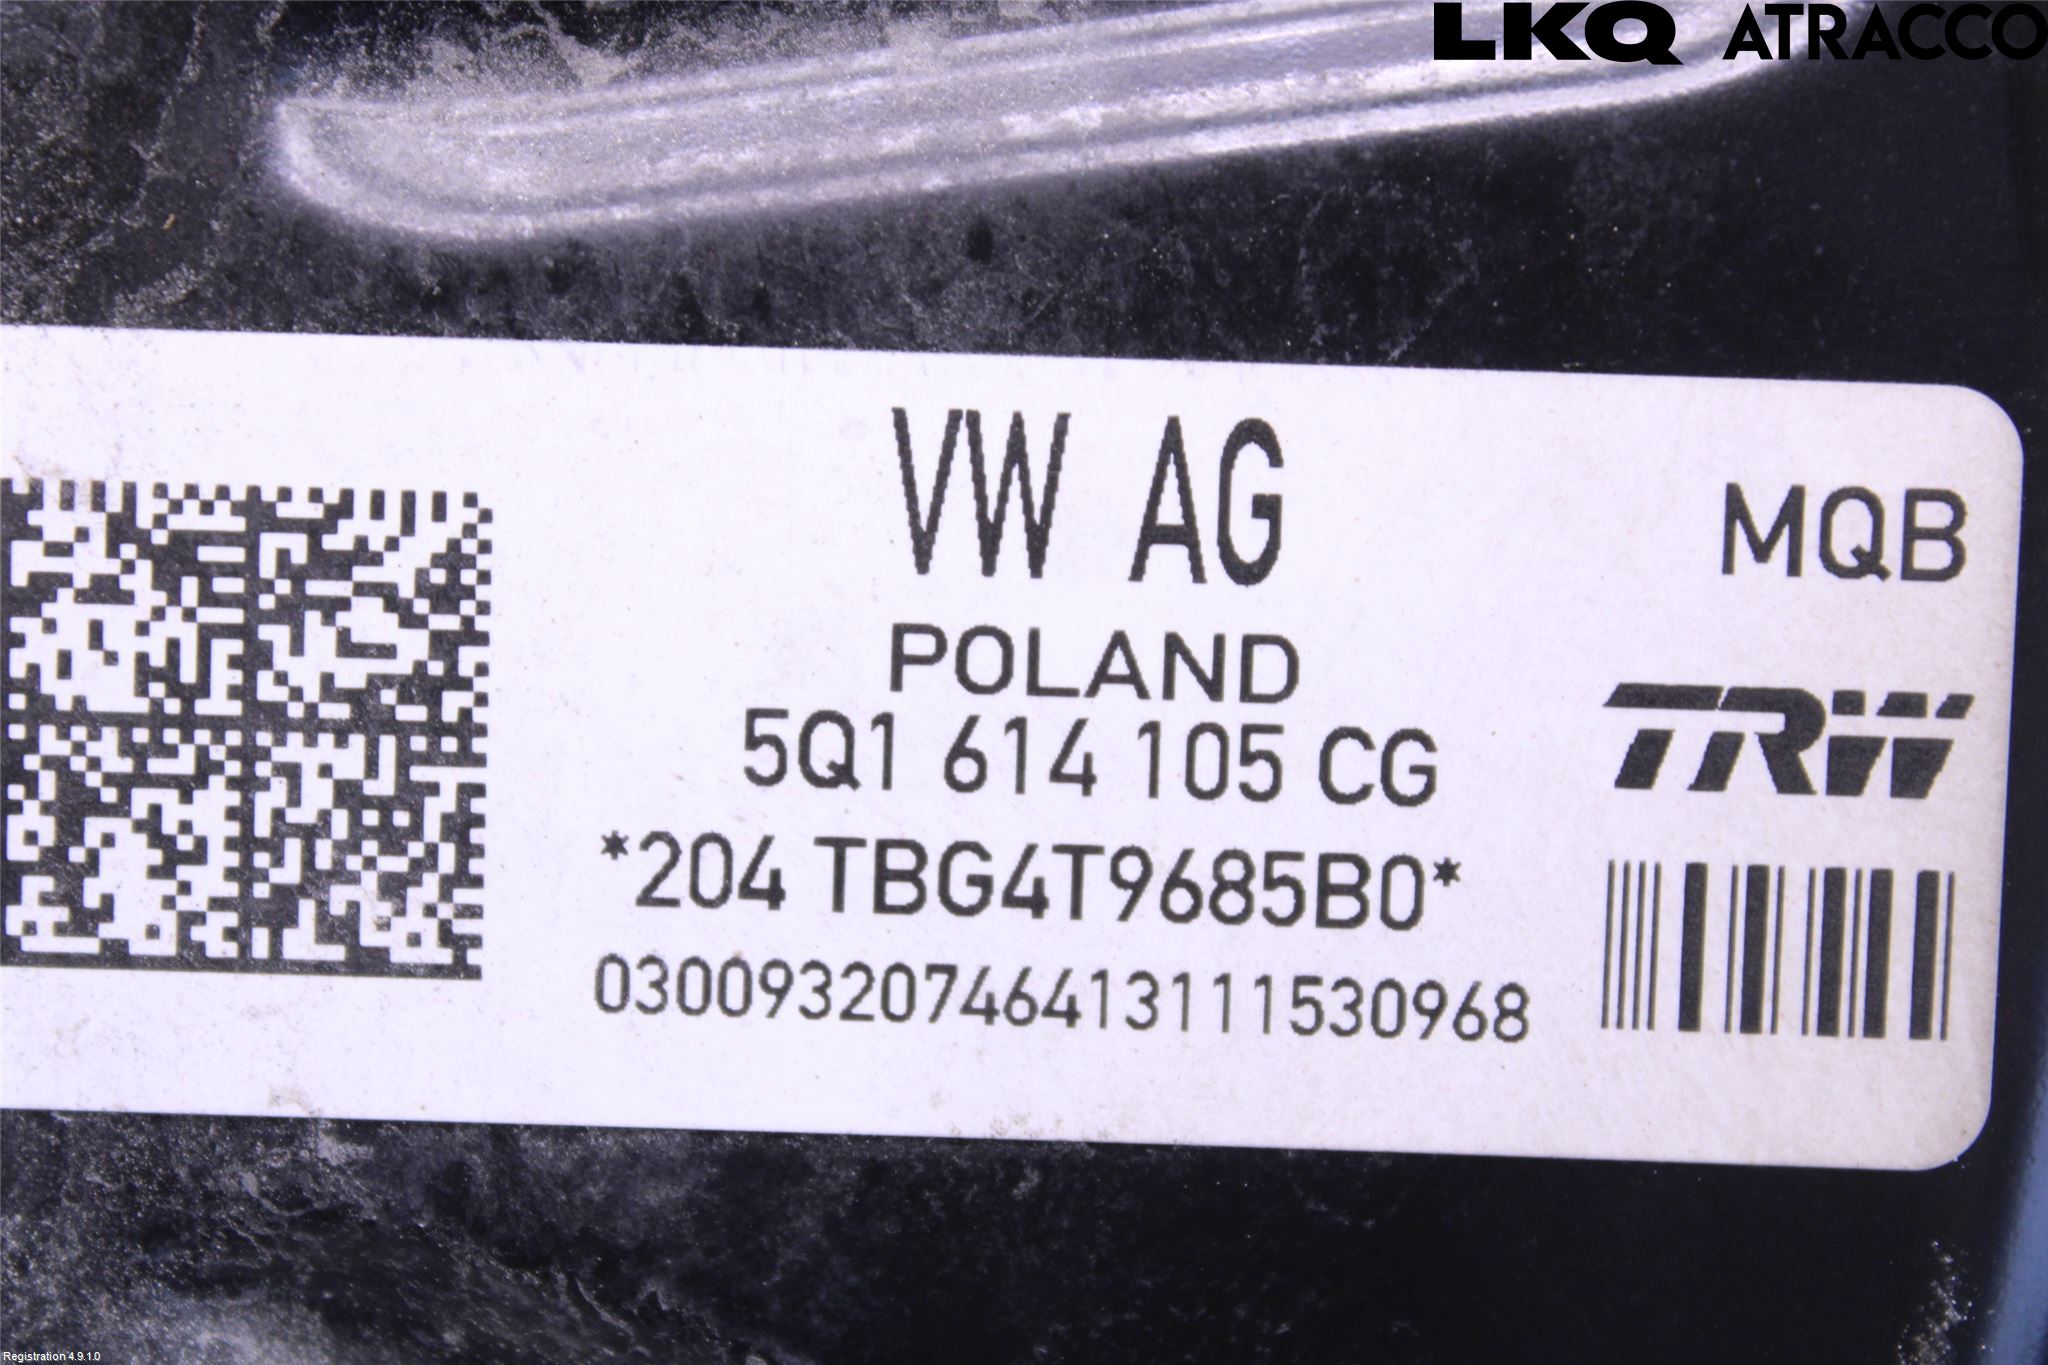 LKQ ATRACCO
VW AG
MQB
POLAND
TRW
5Q1 614 105 CG
*204 TBG4T9685B0*
03009320746413111530968
Registration 4.9.1.0